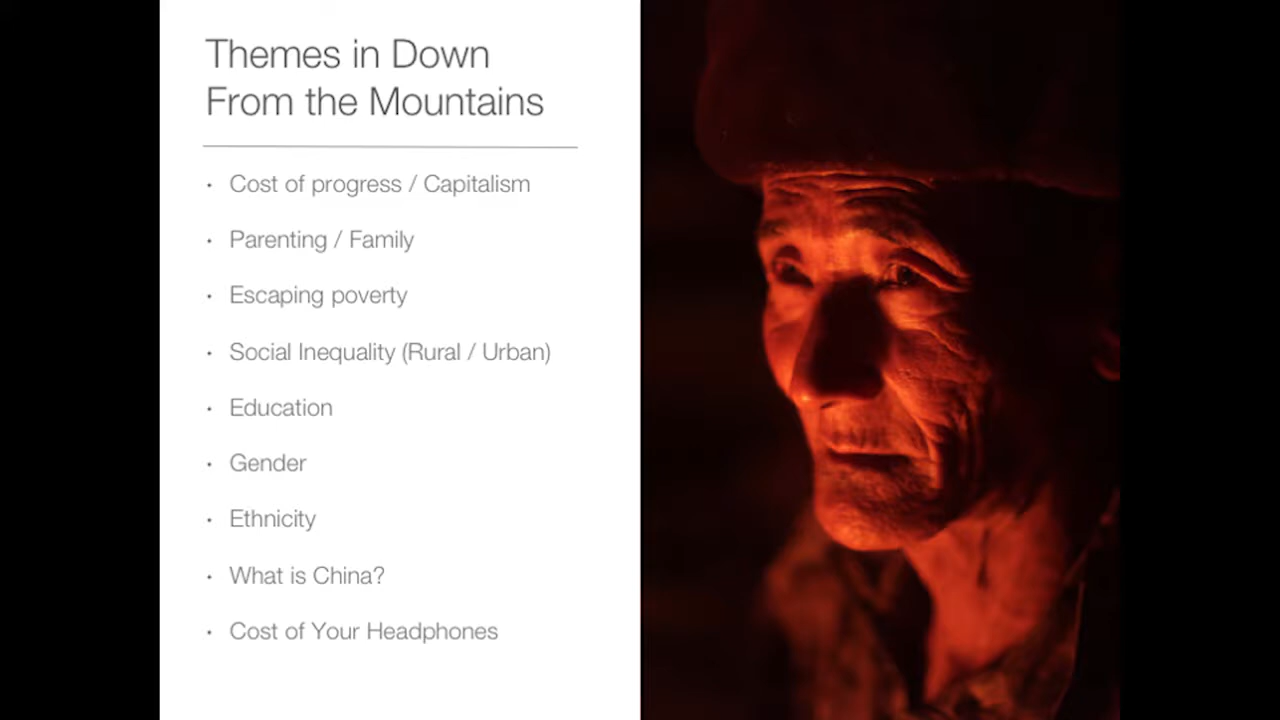 Themes in Down
From the Mountains
• Cost of progress / Capitalism
• Parenting / Family
• Escaping poverty
• Social Inequality (Rural / Urban)
• Education
• Gender
• Ethnicity
• What is China?
• Cost of Your Headphones